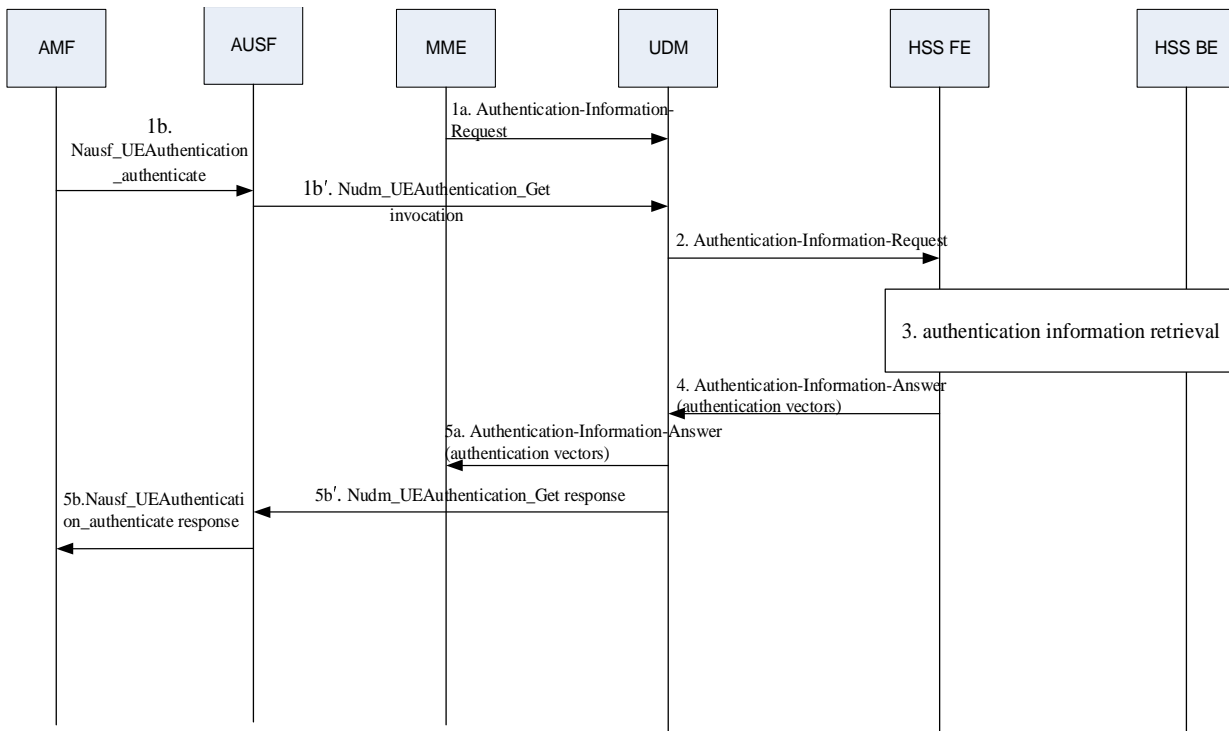 AMF
AUSF
MME
UDM
HSS FE
HSS BE
1a. Authentication-Information-
Request
1b.
Nausf_UEAuthentication
_authenticate
1b′. Nudm_UEAuthentication_Get
invocation
2. Authentication-Information-Request
3. authentication information retrieval
4. Authentication-Information-Answer
(authentication vectors)
5a. Authentication-Information-Answer
(authentication vectors)
5b′. Nudm_UEAuthentication_Get response
5b.Nausf_UEAuthenticati
on_authenticate response